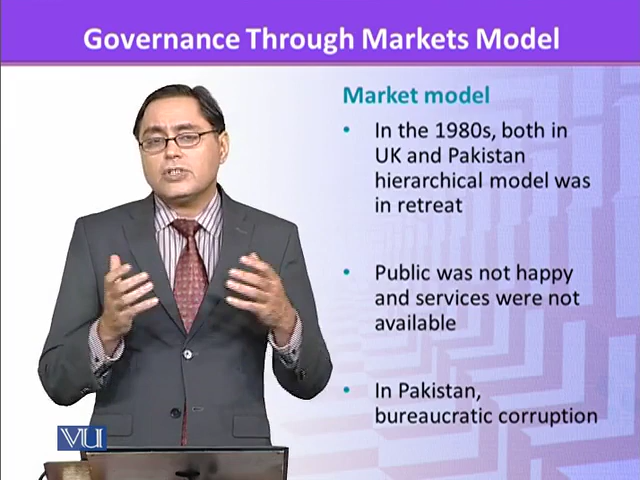 Governance Through Markets Model
Market model
• In the 1980s, both in
UK and Pakistan
hierarchical model was
in retreat
• Public was not happy
and services were not
available
• In Pakistan,
bureaucratic corruption
VU